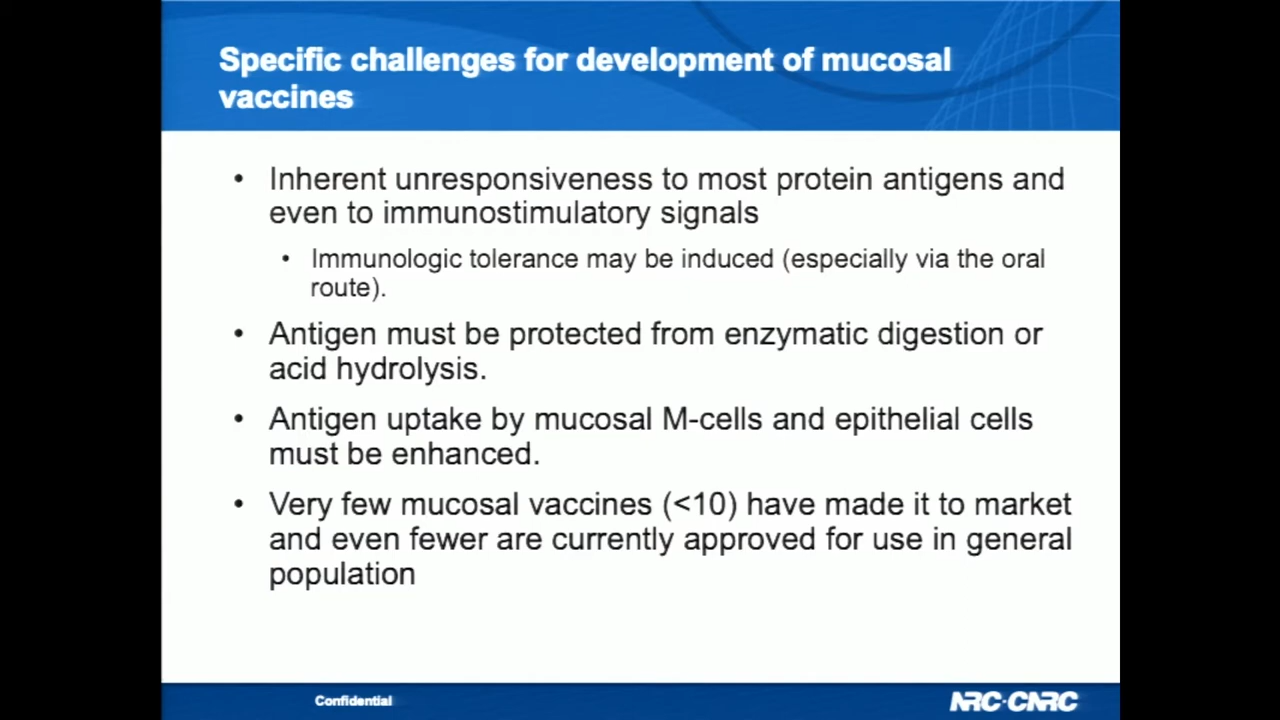 Specific challenges for development of mucosal
vaccines
• Inherent unresponsiveness to most protein antigens and
even to immunostimulatory signals
• Immunologic tolerance may be induced (especially via the oral
route).
• Antigen must be protected from enzymatic digestion or
acid hydrolysis.
• Antigen uptake by mucosal M-cells and epithelial cells
must be enhanced.
• Very few mucosal vaccines (<10) have made it to market
and even fewer are currently approved for use in general
population
Confidential
NRC·CNRC